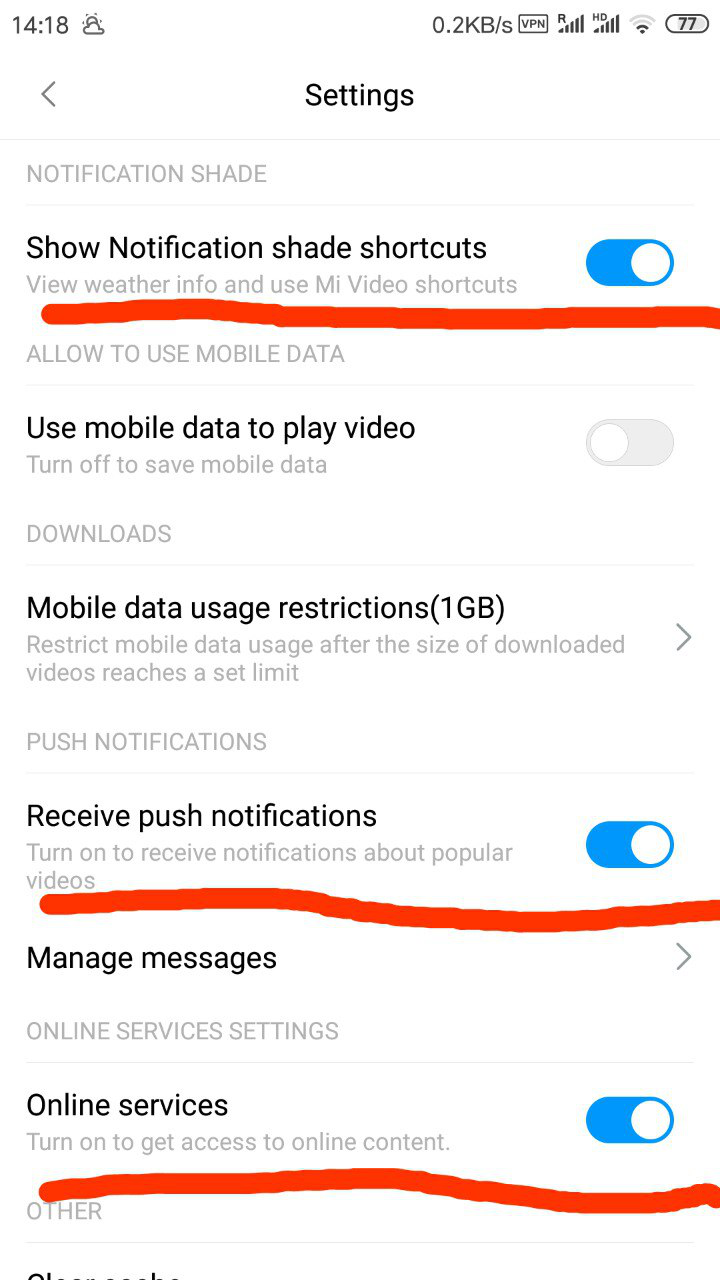 14:18 0.2KB/s VPN R HD 77
Settings
NOTIFICATION SHADE
Show Notification shade shortcuts
View weather info and use Mi Video shortcuts
ALLOW TO USE MOBILE DATA
Use mobile data to play video
Turn off to save mobile data
DOWNLOADS
Mobile data usage restrictions(1GB)
Restrict mobile data usage after the size of downloaded
videos reaches a set limit
PUSH NOTIFICATIONS
Receive push notifications
Turn on to receive notifications about popular
videos
Manage messages
ONLINE SERVICES SETTINGS
Online services
Turn on to get access to online content.
OTHER
Clear cache